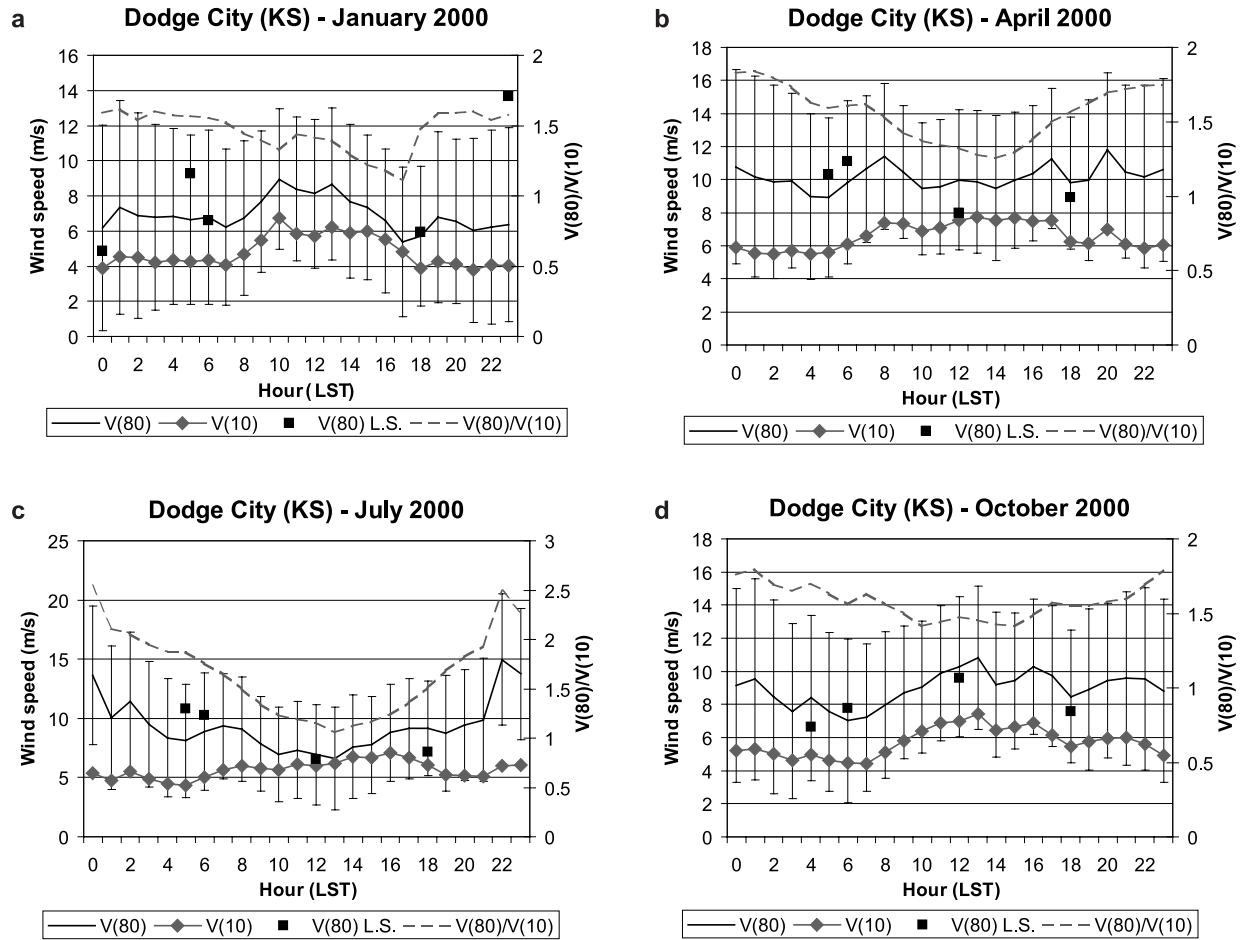 a
Dodge City (KS) - January 2000
Wind speed (m/s)
16
14
12
10
8
6
4
2
0
2
1.5
1
0.5
0
V(80)/V(10)
0 2 4 6 8 10 12 14 16 18 20 22
Hour (LST)
V(80) V(10) V(80) L.S. V(80)/V(10)
b
Dodge City (KS) - April 2000
Wind speed (m/s)
18
16
14
12
10
8
6
4
2
0
2
1.5
1
0.5
0
V(80)/V(10)
0 2 4 6 8 10 12 14 16 18 20 22
Hour (LST)
V(80) V(10) V(80) L.S. V(80)/V(10)
c
Dodge City (KS) - July 2000
Wind speed (m/s)
25
20
15
10
5
0
3
2.5
2
1.5
1
0.5
0
V(80)/V(10)
0 2 4 6 8 10 12 14 16 18 20 22
Hour (LST)
V(80) V(10) V(80) L.S. V(80)/V(10)
d
Dodge City (KS) - October 2000
Wind speed (m/s)
18
16
14
12
10
8
6
4
2
0
2
1.5
1
0.5
0
V(80)/V(10)
0 2 4 6 8 10 12 14 16 18 20 22
Hour (LST)
V(80) V(10) V(80) L.S. V(80)/V(10)